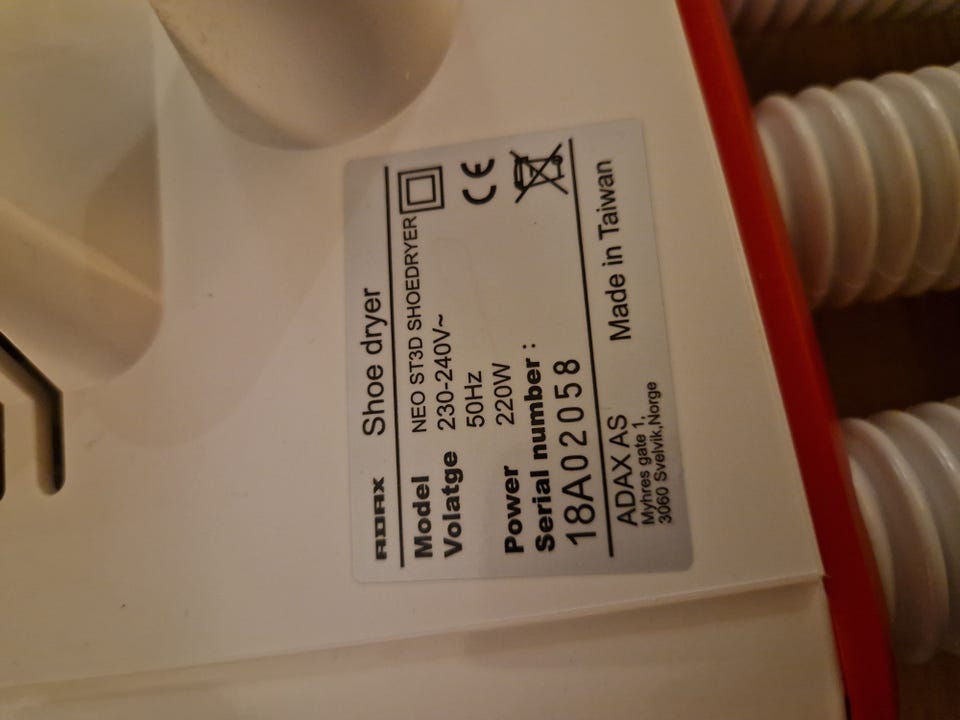 ADAX Shoe dryer
Model NEO ST3D SHOEDRYER
Volatge 230-240V~
50Hz
Power 220W
Serial number :
18A02058
ADAX AS Made in Taiwan
Myhres gate 1,
3060 Svelvik,Norge
CE